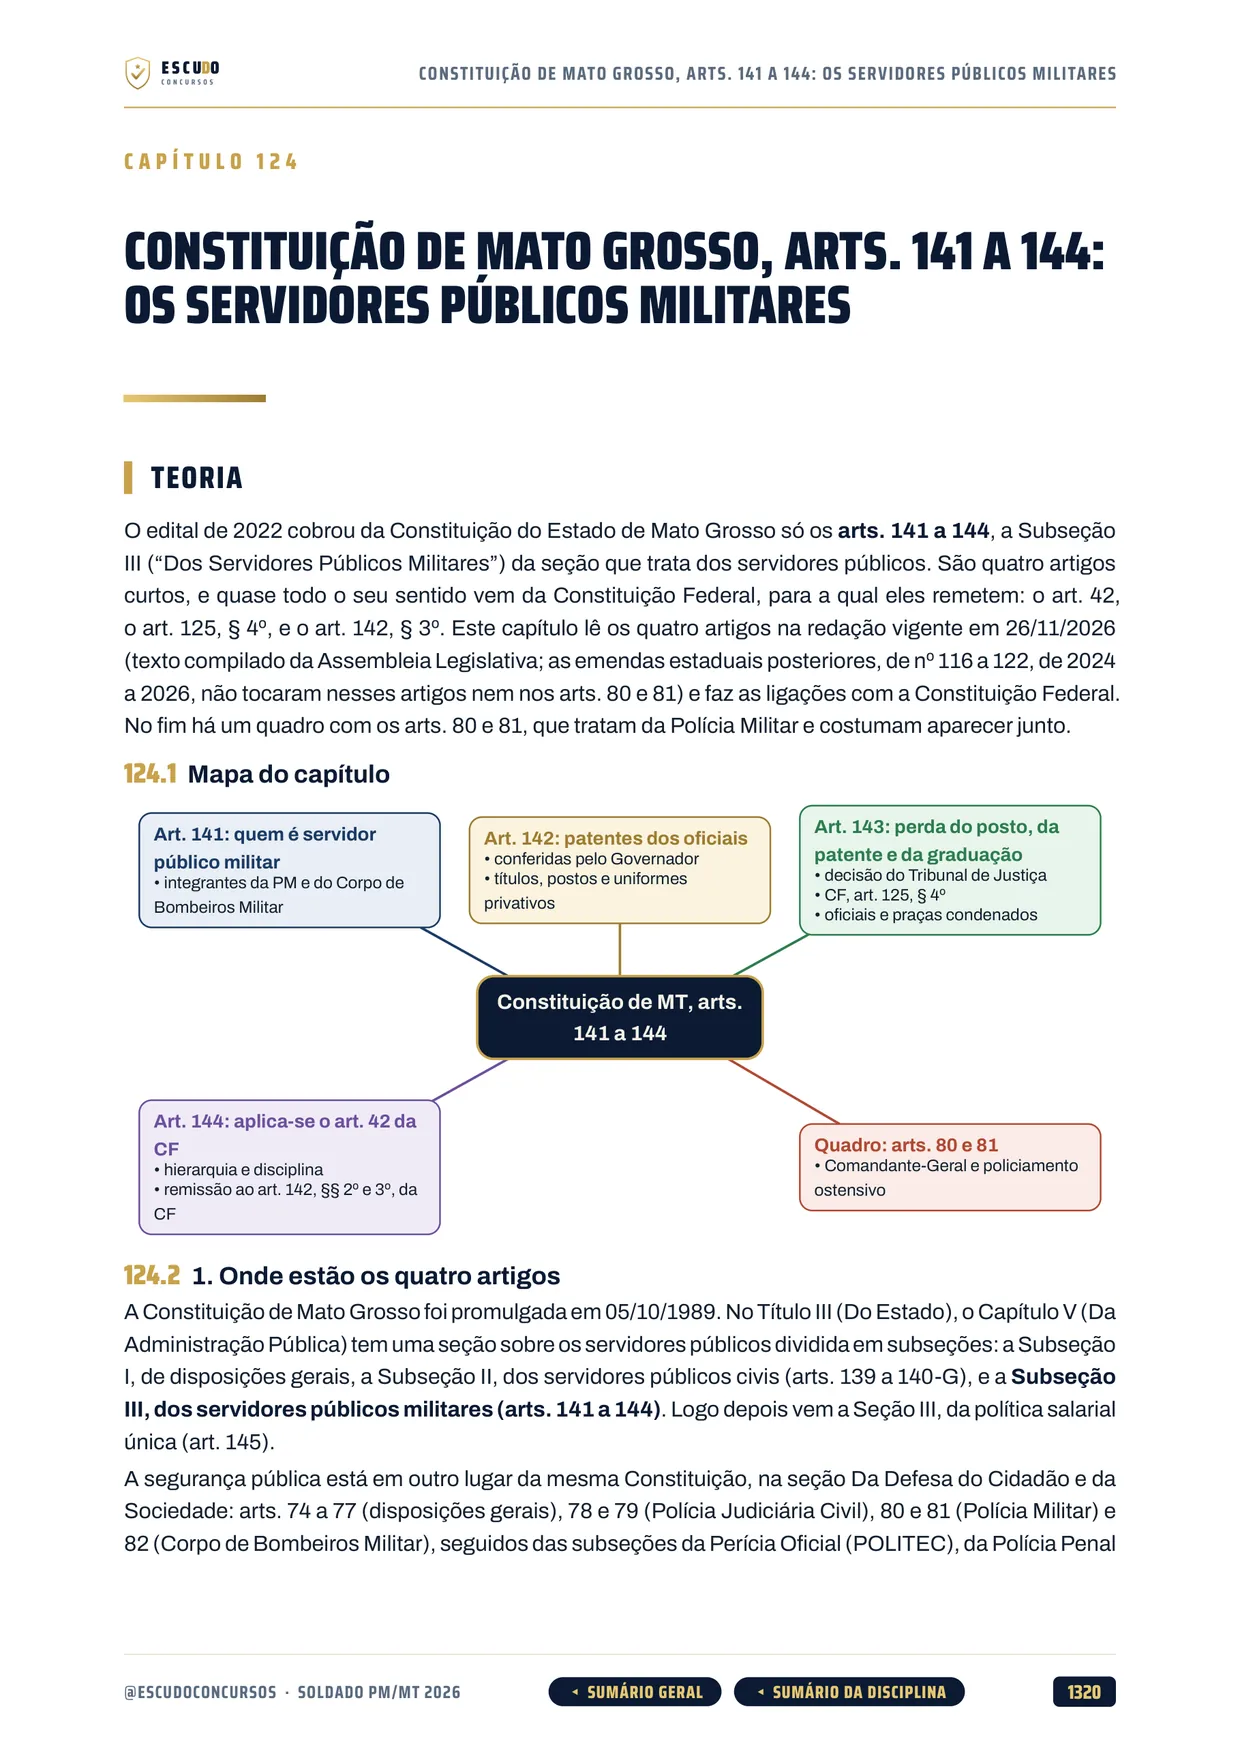 ESCUDO
CONCURSOS
CONSTITUIÇÃO DE MATO GROSSO, ARTS. 141 A 144: OS SERVIDORES PÚBLICOS MILITARES
CAPÍTULO 124
CONSTITUIÇÃO DE MATO GROSSO, ARTS. 141 A 144:
OS SERVIDORES PÚBLICOS MILITARES
TEORIA
O edital de 2022 cobrou da Constituição do Estado de Mato Grosso só os arts. 141 a 144, a Subseção
III (“Dos Servidores Públicos Militares”) da seção que trata dos servidores públicos. São quatro artigos
curtos, e quase todo o seu sentido vem da Constituição Federal, para a qual eles remetem: o art. 42,
o art. 125, § 4º, e o art. 142, § 3º. Este capítulo lê os quatro artigos na redação vigente em 26/11/2026
(texto compilado da Assembleia Legislativa; as emendas estaduais posteriores, de nº 116 a 122, de 2024
a 2026, não tocaram nesses artigos nem nos arts. 80 e 81) e faz as ligações com a Constituição Federal.
No fim há um quadro com os arts. 80 e 81, que tratam da Polícia Militar e costumam aparecer junto.
124.1 Mapa do capítulo
Art. 141: quem é servidor
público militar
• integrantes da PM e do Corpo de
Bombeiros Militar
Art. 142: patentes dos oficiais
• conferidas pelo Governador
• títulos, postos e uniformes
privativos
Art. 143: perda do posto, da
patente e da graduação
• decisão do Tribunal de Justiça
• CF, art. 125, § 4º
• oficiais e praças condenados
Constituição de MT, arts.
141 a 144
Art. 144: aplica-se o art. 42 da
CF
• hierarquia e disciplina
• remissão ao art. 142, §§ 2º e 3º, da
CF
Quadro: arts. 80 e 81
• Comandante-Geral e policiamento
ostensivo
124.2 1. Onde estão os quatro artigos
A Constituição de Mato Grosso foi promulgada em 05/10/1989. No Título III (Do Estado), o Capítulo V (Da
Administração Pública) tem uma seção sobre os servidores públicos dividida em subseções: a Subseção
I, de disposições gerais, a Subseção II, dos servidores públicos civis (arts. 139 a 140-G), e a Subseção
III, dos servidores públicos militares (arts. 141 a 144). Logo depois vem a Seção III, da política salarial
única (art. 145).
A segurança pública está em outro lugar da mesma Constituição, na seção Da Defesa do Cidadão e da
Sociedade: arts. 74 a 77 (disposições gerais), 78 e 79 (Polícia Judiciária Civil), 80 e 81 (Polícia Militar) e
82 (Corpo de Bombeiros Militar), seguidos das subseções da Perícia Oficial (POLITEC), da Polícia Penal
@ESCUDOCONCURSOS · SOLDADO PM/MT 2026
SUMÁRIO GERAL
SUMÁRIO DA DISCIPLINA
1320